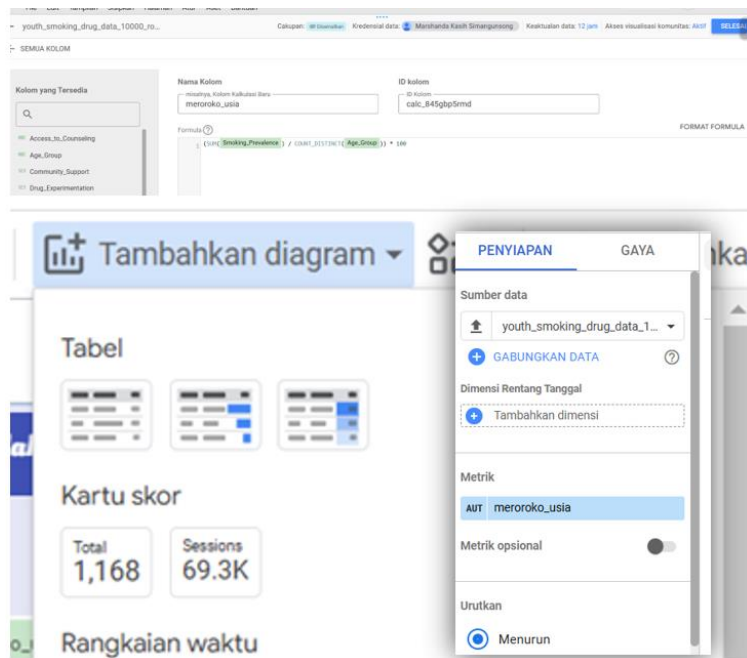 youth_smoking_drug_data_10000_ro...
Cakupan:
Kredensial data: Marshanda Kasih Simangunsong
Keaktualan data: 12 jam
Akses visualisasi komunitas: Aktif
SELESAI
← SEMUA KOLOM
Kolom yang Tersedia
Access_to_Counseling
Age_Group
Community_Support
Drug_Experimentation
Nama Kolom
misalnya, Kolom Kalkulasi Baru
meroroko_usia
ID kolom
ID Kolom
calc_845gbp5rmd
Formula
FORMAT FORMULA
1 (SUM( Smoking_Prevalence ) / COUNT_DISTINCT( Age_Group )) * 100
Tambahkan diagram
Tabel
Kartu skor
Total
1,168
Sessions
69.3K
Rangkaian waktu
PENYIAPAN GAYA
Sumber data
youth_smoking_drug_data_1...
GABUNGKAN DATA
Dimensi Rentang Tanggal
Tambahkan dimensi
Metrik
AUT meroroko_usia
Metrik opsional
Urutkan
Menurun